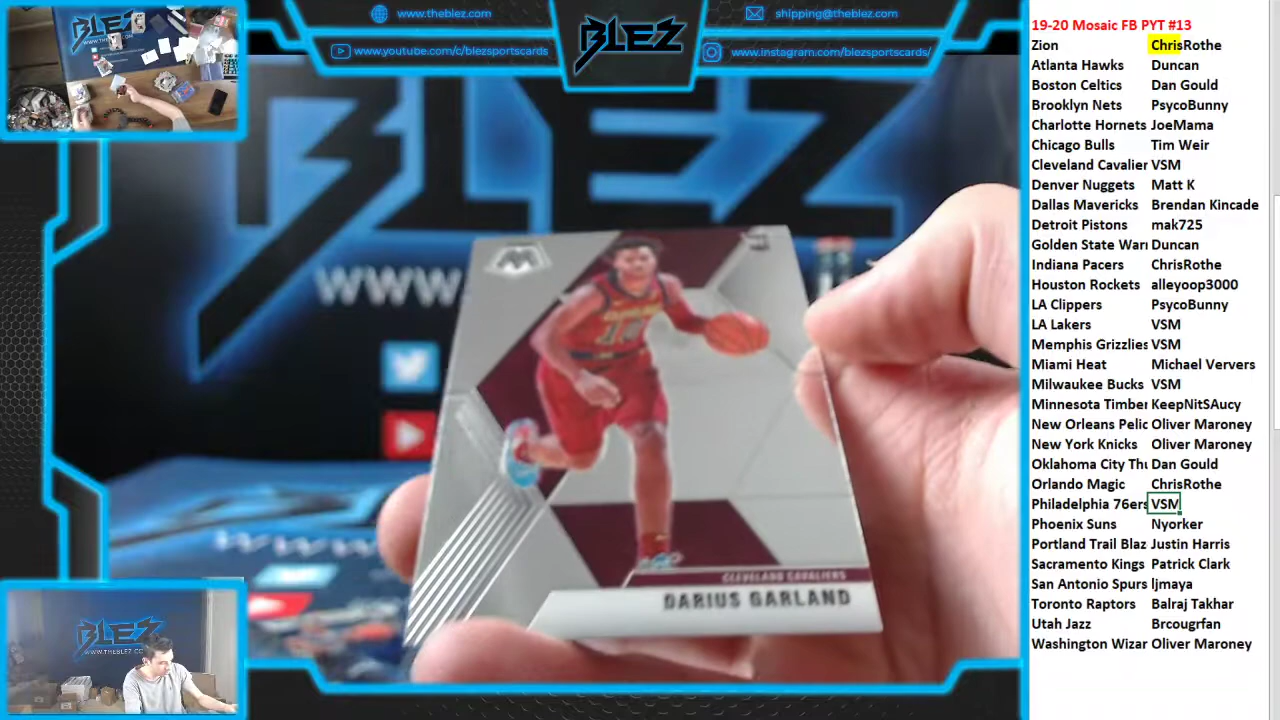 www.theblez.com
www.youtube.com/c/blezsportscards
BLEZ
shipping@theblez.com
www.instagram.com/blezsportscards/
BLEZ
WWW.
CLEVELAND CAVALIERS
DARIUS GARLAND
BLEZ
19-20 Mosaic FB PYT #13
Zion ChrisRothe
Atlanta Hawks Duncan
Boston Celtics Dan Gould
Brooklyn Nets PsycoBunny
Charlotte Hornets JoeMama
Chicago Bulls Tim Weir
Cleveland Cavalier VSM
Denver Nuggets Matt K
Dallas Mavericks Brendan Kincade
Detroit Pistons mak725
Golden State Warı Duncan
Indiana Pacers ChrisRothe
Houston Rockets alleyoop3000
LA Clippers PsycoBunny
LA Lakers VSM
Memphis Grizzlies VSM
Miami Heat Michael Ververs
Milwaukee Bucks VSM
Minnesota Timber KeepNitSAucy
New Orleans Pelic Oliver Maroney
New York Knicks Oliver Maroney
Oklahoma City Thu Dan Gould
Orlando Magic ChrisRothe
Philadelphia 76ers VSM
Phoenix Suns Nyorker
Portland Trail Blaz Justin Harris
Sacramento Kings Patrick Clark
San Antonio Spurs ljmaya
Toronto Raptors Balraj Takhar
Utah Jazz Brcougrfan
Washington Wizar Oliver Maroney